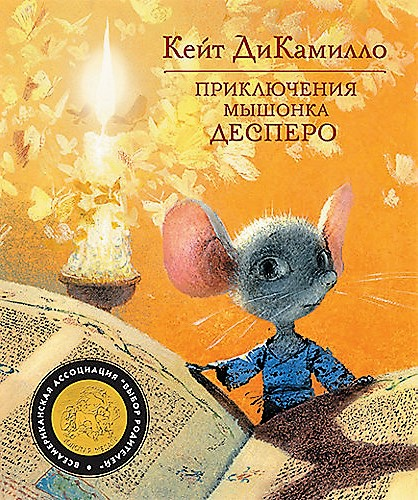 Кейт ДиКамилло
ПРИКЛЮЧЕНИЯ
МЫШОНКА
ДЕСПЕРО
ВСЕАМЕРИКАНСКАЯ АССОЦИАЦИЯ "ВЫБОР РОДИТЕЛЕЙ"